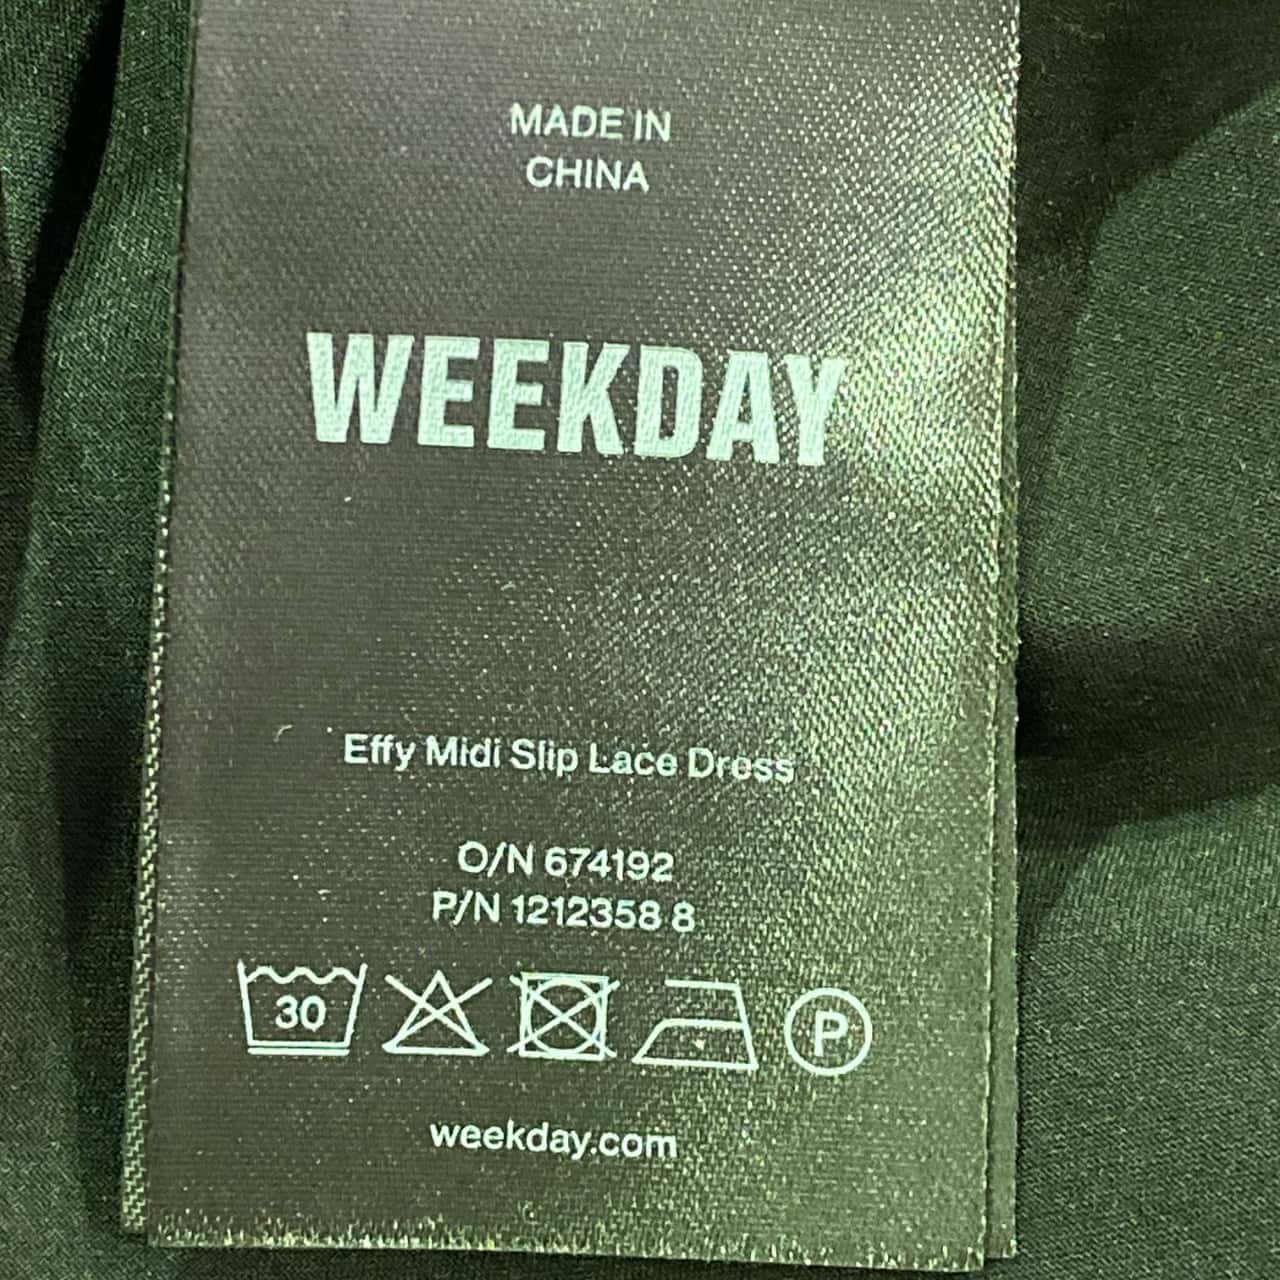 MADE IN
CHINA
WEEKDAY
Effy Midi Slip Lace Dress
O/N 674192
P/N 1212358 8
30
P
weekday.com